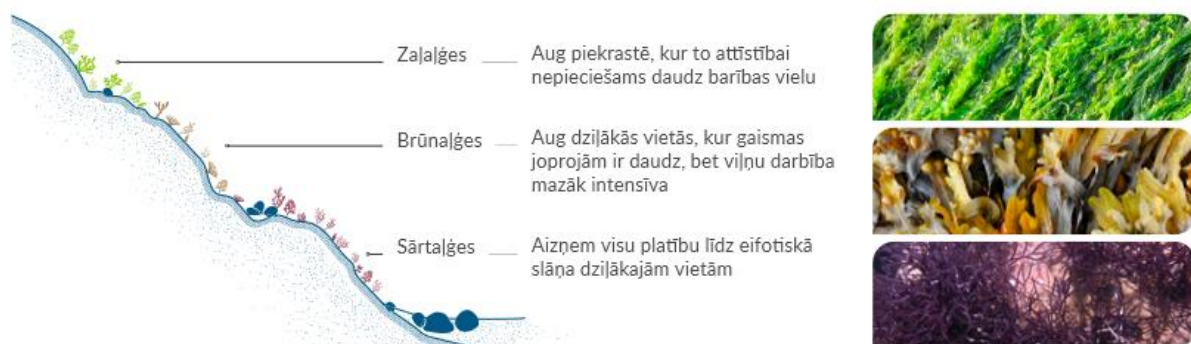 Zaļaļģes
Aug piekrastē, kur to attīstībai
nepieciešams daudz barības vielu
Brūnaļģes
Aug dziļākās vietās, kur gaismas
joprojām ir daudz, bet viļņu darbība
mazāk intensīva
Sārtaļģes
Aizņem visu platību līdz eifotiskā
slāņa dziļākajām vietām